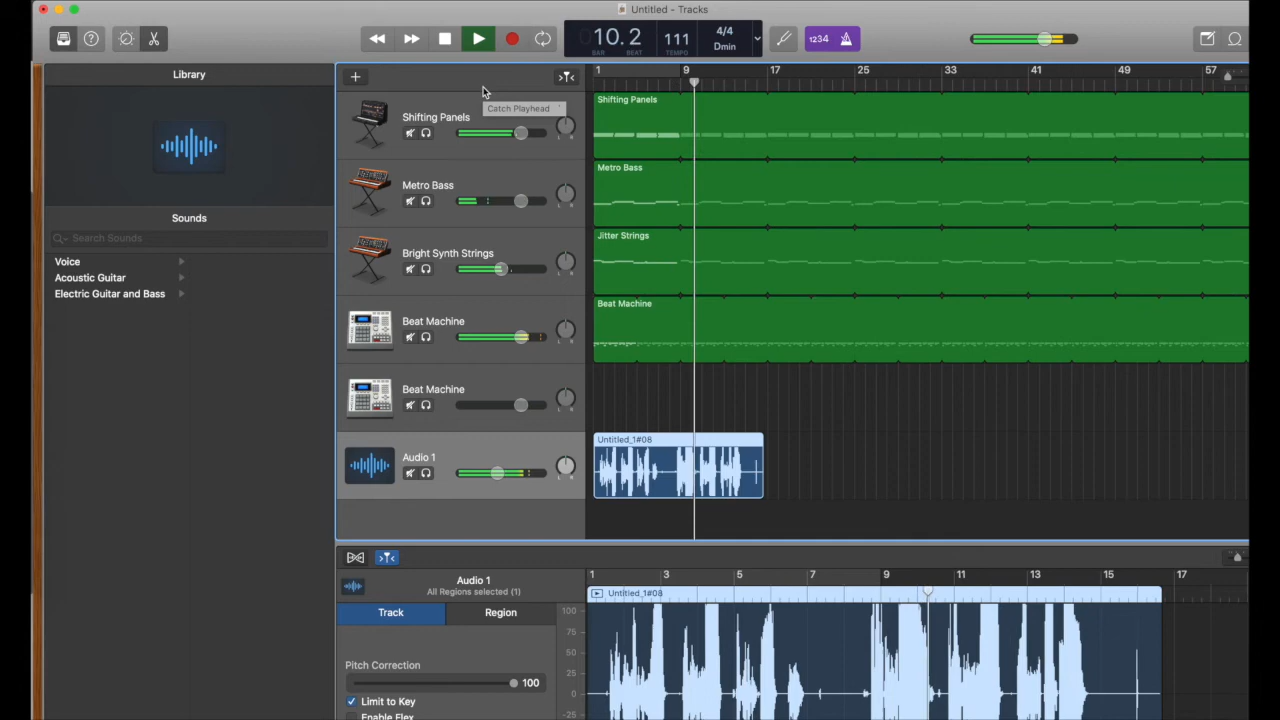 Untitled - Tracks
10.2
BAR BEAT
111
TEMPO
4/4
Dmin
1234
Library
Sounds
Search Sounds
Voice
Acoustic Guitar
Electric Guitar and Bass
Catch Playhead
1 9 17 25 33 41 49 57
Shifting Panels
L R
Shifting Panels
Metro Bass
L R
Metro Bass
Bright Synth Strings
L R
Jitter Strings
Beat Machine
L R
Beat Machine
Beat Machine
L R
Audio 1
L R
Untitled_1#08
Audio 1
All Regions selected (1)
Track
Region
Pitch Correction
100
Limit to Key
Enable Flex
1 3 5 7 9 11 13 15 17
Untitled_1#08
100
75
50
25
0
-25